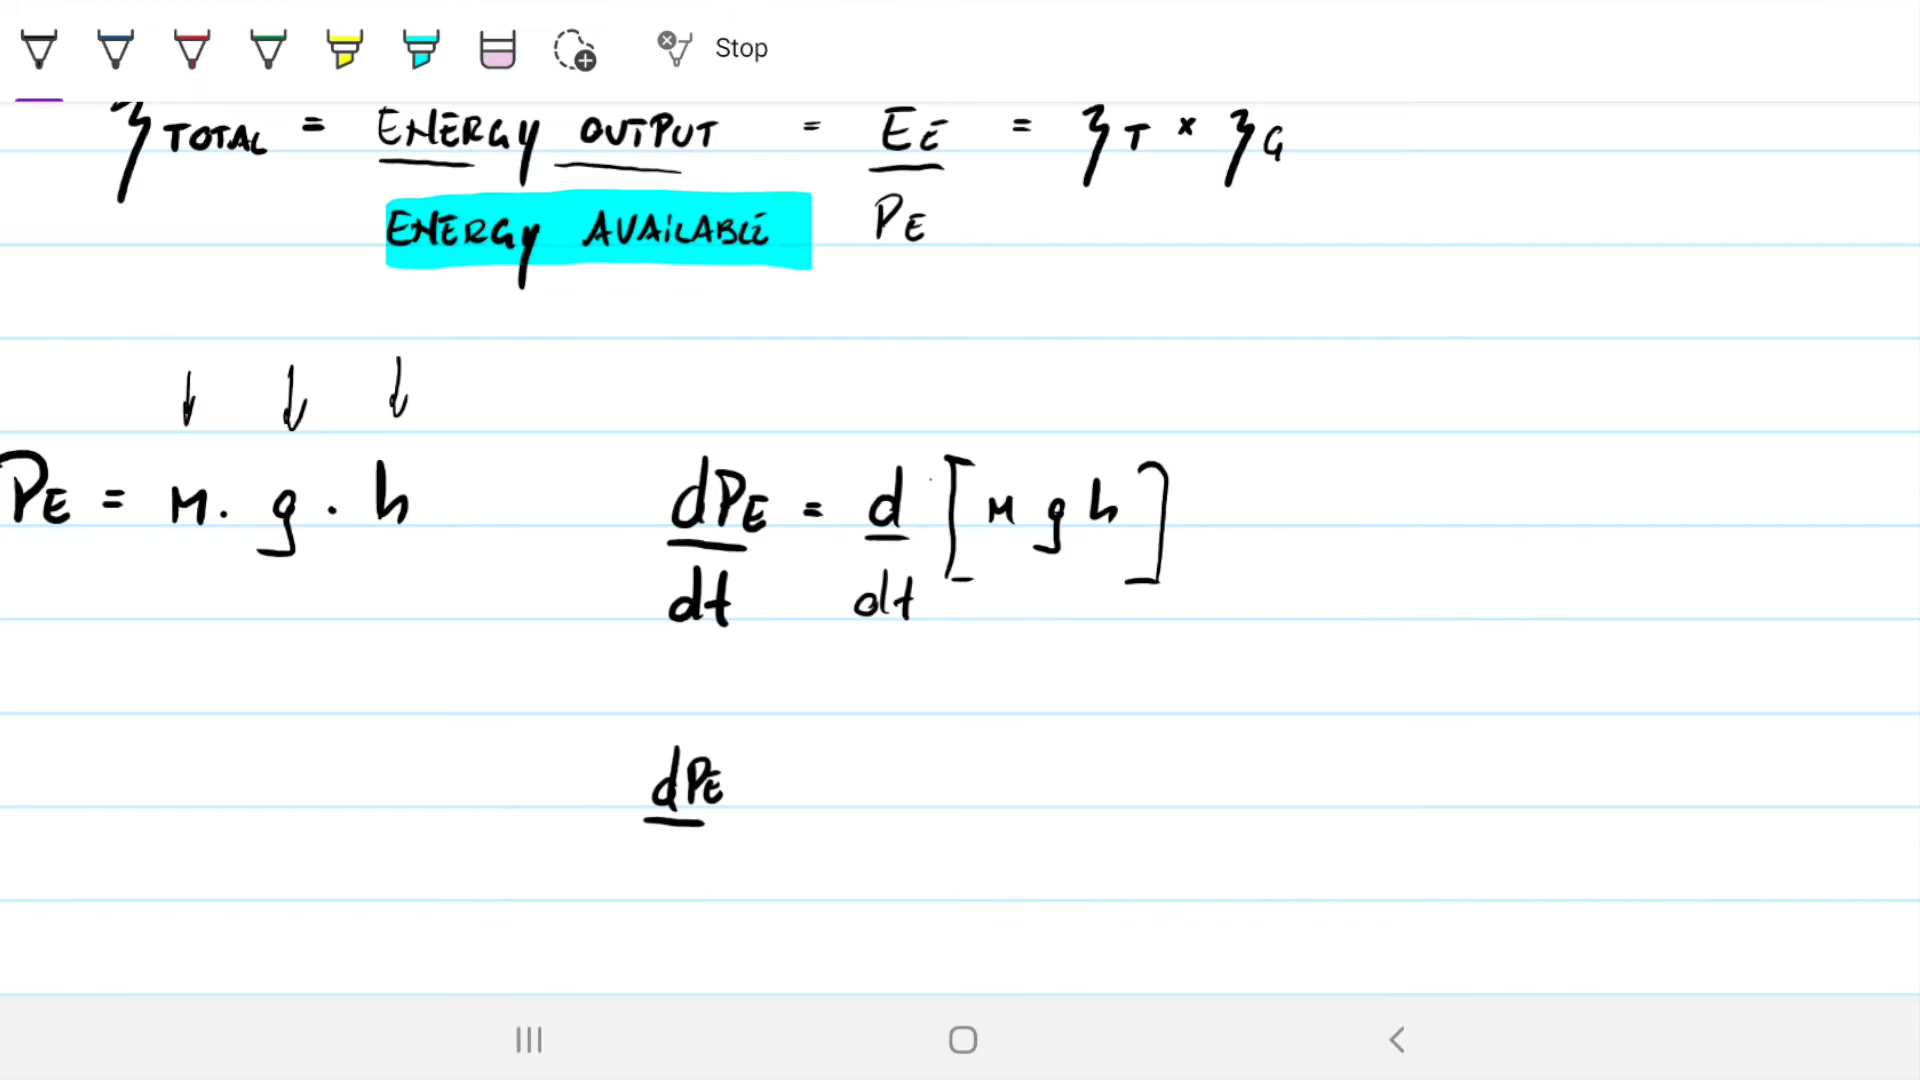 Stop
η TOTAL = ENERGY OUTPUT / ENERGY AVAILABLE = EE / PE = ηT × ηG
PE = M . g . h
dPE / dt = d / dt [M g h]
dPE